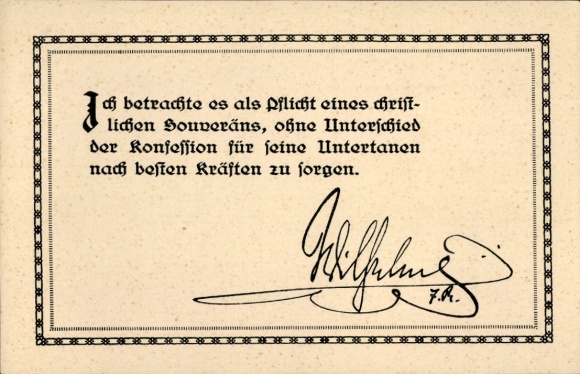 Ich betrachte es als Pflicht eines christ-
lichen Souveräns, ohne Unterschied
der Konfession für seine Untertanen
nach besten Kräften zu sorgen.
Wilhelm
J. R.